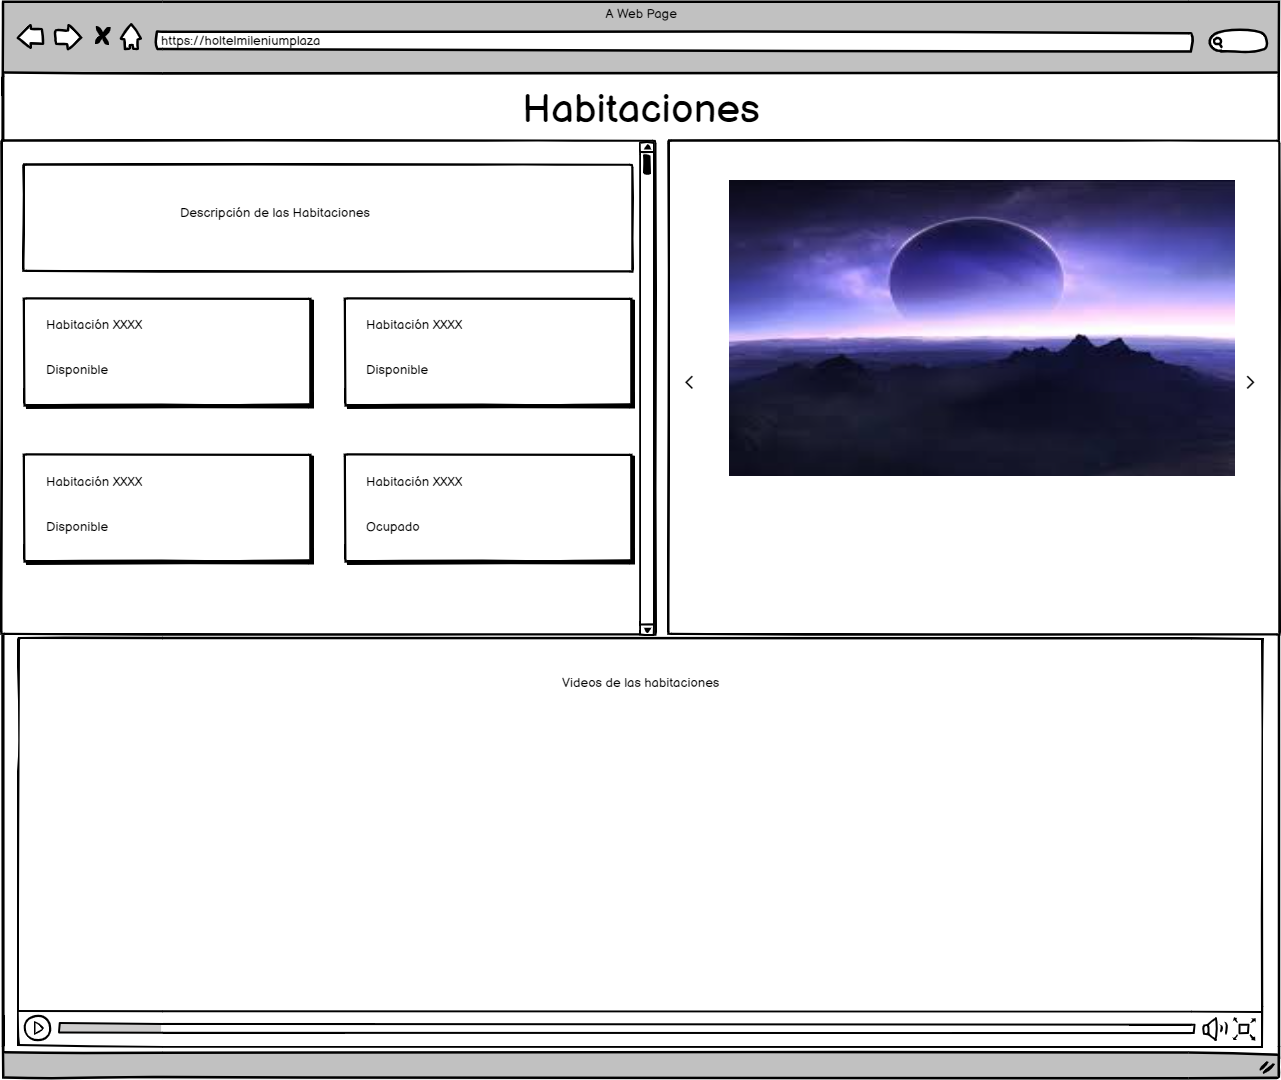 A Web Page
https://holtelmileniumplaza
Habitaciones
Descripción de las Habitaciones
Habitación XXXX
Disponible
Habitación XXXX
Disponible
Habitación XXXX
Disponible
Habitación XXXX
Ocupado
Videos de las habitaciones